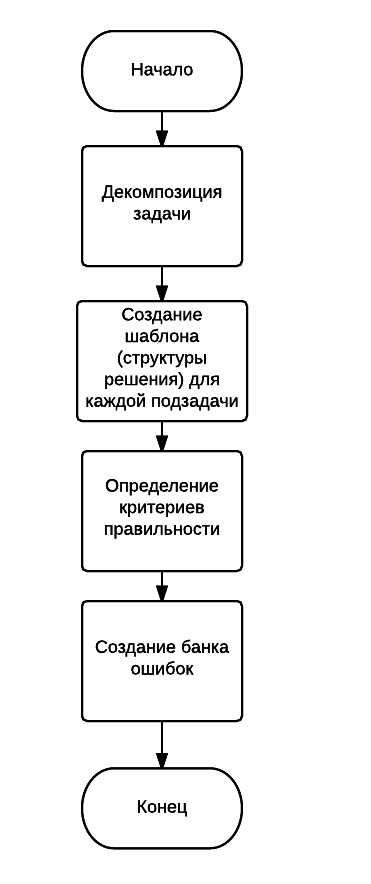 Начало
Декомпозиция
задачи
Создание
шаблона
(структуры
решения) для
каждой подзадачи
Определение
критериев
правильности
Создание банка
ошибок
Конец